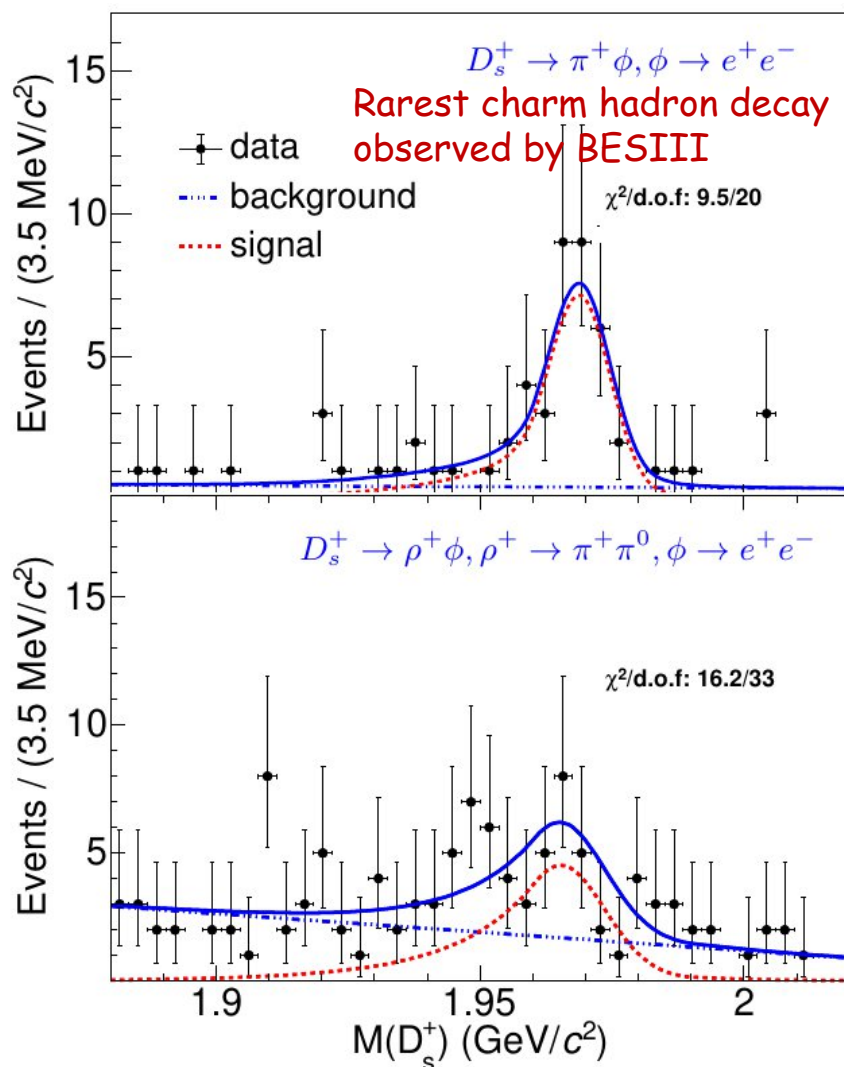 D_s^+ → π^+ φ, φ → e^+ e^-
Rarest charm hadron decay
observed by BESIII
data
background
signal
χ²/d.o.f: 9.5/20
15
10
5
Events / (3.5 MeV/c²)
D_s^+ → ρ^+ φ, ρ^+ → π^+ π^0, φ → e^+ e^-
χ²/d.o.f: 16.2/33
15
10
5
Events / (3.5 MeV/c²)
1.9 1.95 2
M(D_s^+) (GeV/c²)